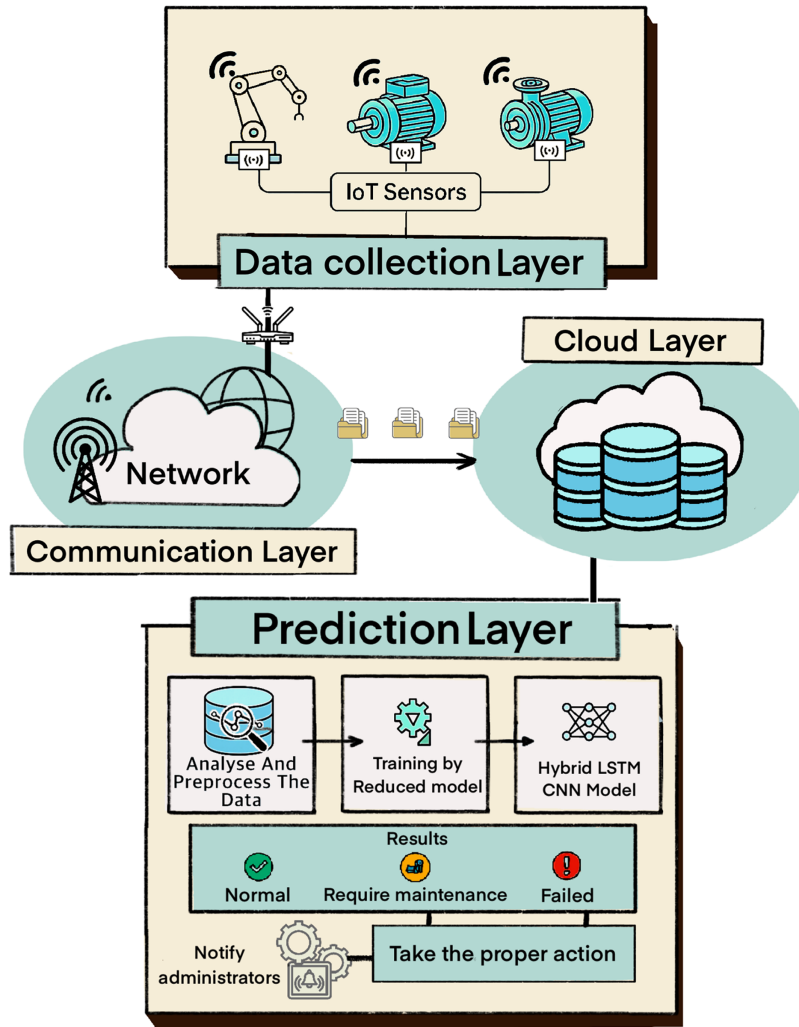 IoT Sensors
Data collection Layer
Cloud Layer
Network
Communication Layer
Prediction Layer
Analyse And
Preprocess The
Data
Training by
Reduced model
Hybrid LSTM
CNN Model
Results
Normal
Require maintenance
Failed
Notify
administrators
Take the proper action